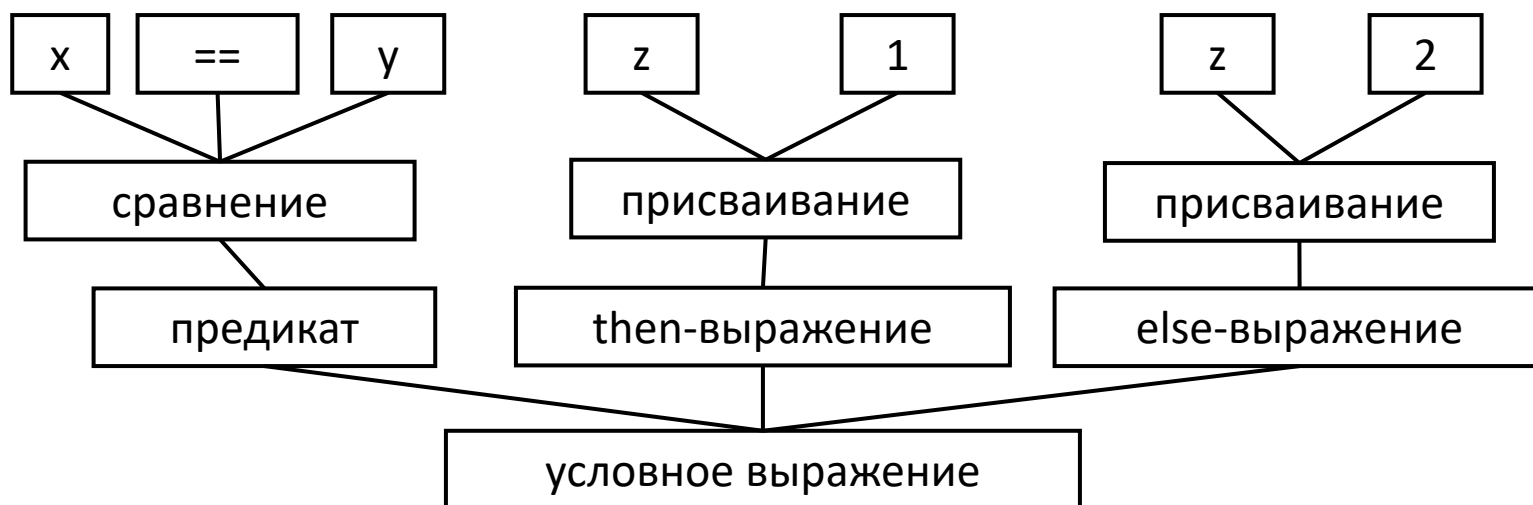 x == y z 1 z 2
сравнение присваивание присваивание
предикат then-выражение else-выражение
условное выражение